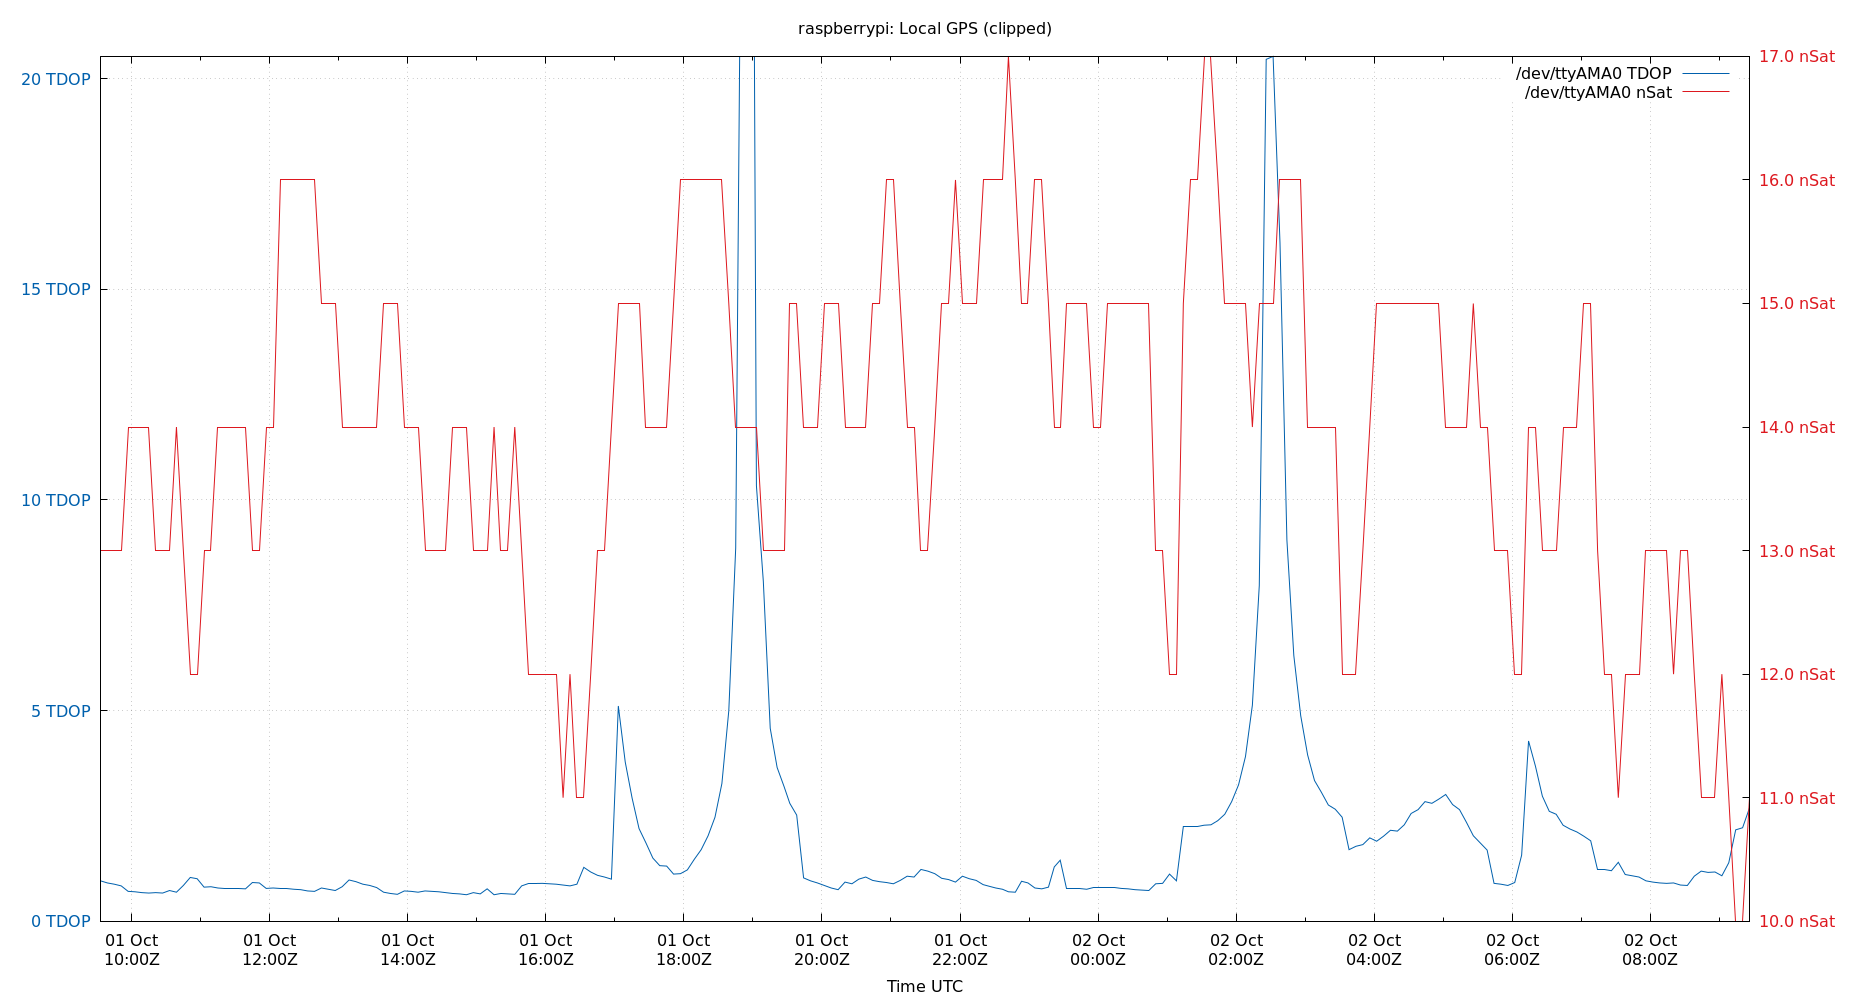 raspberrypi: Local GPS (clipped)
20 TDOP
15 TDOP
10 TDOP
5 TDOP
0 TDOP
/dev/ttyAMA0 TDOP
/dev/ttyAMA0 nSat
17.0 nSat
16.0 nSat
15.0 nSat
14.0 nSat
13.0 nSat
12.0 nSat
11.0 nSat
10.0 nSat
01 Oct 01 Oct 01 Oct 01 Oct 01 Oct 01 Oct 01 Oct 02 Oct 02 Oct 02 Oct 02 Oct 02 Oct
10:00Z 12:00Z 14:00Z 16:00Z 18:00Z 20:00Z 22:00Z 00:00Z 02:00Z 04:00Z 06:00Z 08:00Z
Time UTC